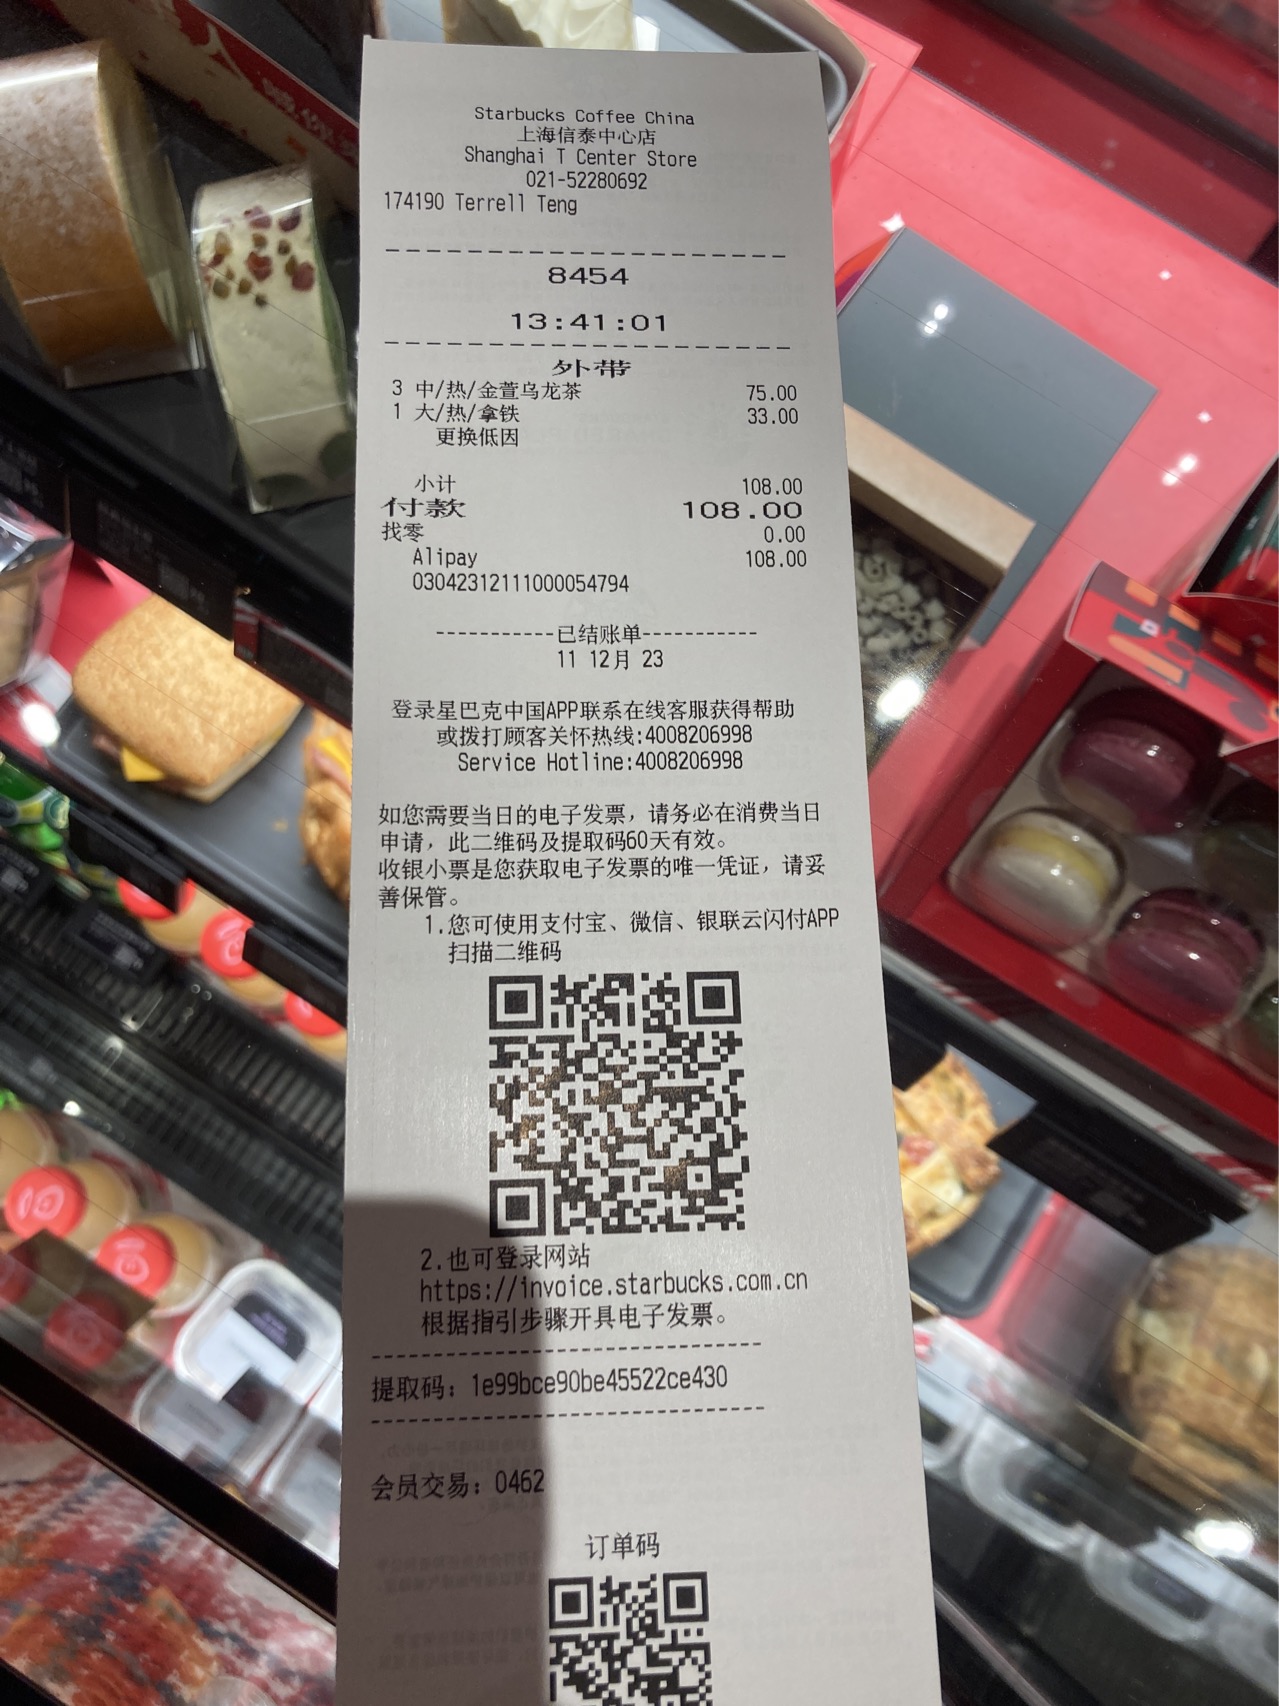 Starbucks Coffee China
上海信泰中心店
Shanghai T Center Store
021-52280692
174190 Terrell Teng
8454
13:41:01
外带
3 中/热/金萱乌龙茶 75.00
1 大/热/拿铁 33.00
更换低因
小计 108.00
付款 108.00
找零 0.00
Alipay 108.00
03042312111000054794
-----------已结账单-----------
11 12月 23
登录星巴克中国APP联系在线客服获得帮助
或拨打顾客关怀热线:4008206998
Service Hotline:4008206998
如您需要当日的电子发票，请务必在消费当日
申请，此二维码及提取码60天有效。
收银小票是您获取电子发票的唯一凭证，请妥
善保管。
1.您可使用支付宝、微信、银联云闪付APP
扫描二维码
2.也可登录网站
https://invoice.starbucks.com.cn
根据指引步骤开具电子发票。
提取码：1e99bce90be45522ce430
会员交易：0462
订单码